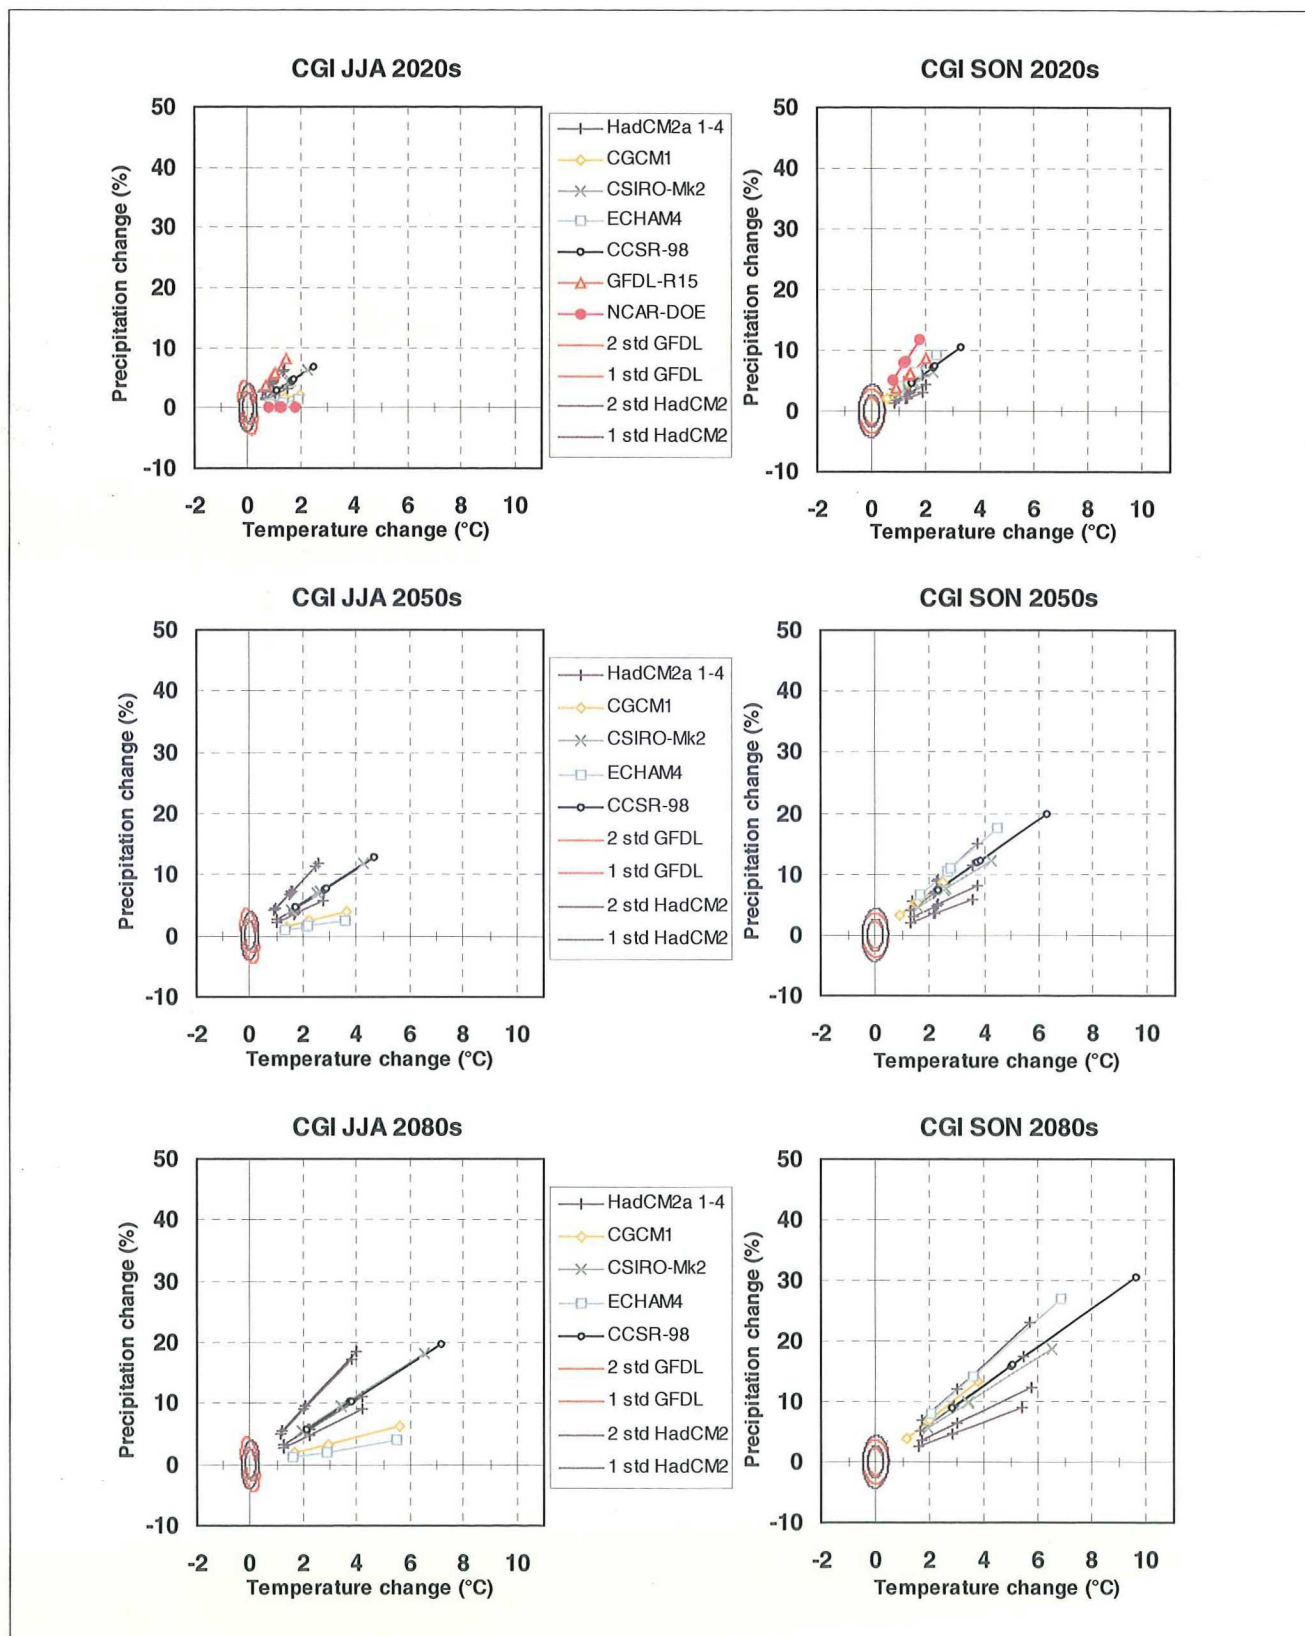 CGI JJA 2020s
Precipitation change (%)
50
40
30
20
10
0
-10
-2 0 2 4 6 8 10
Temperature change (°C)
HadCM2a 1-4
CGCM1
CSIRO-Mk2
ECHAM4
CCSR-98
GFDL-R15
NCAR-DOE
2 std GFDL
1 std GFDL
2 std HadCM2
1 std HadCM2
CGI SON 2020s
Precipitation change (%)
50
40
30
20
10
0
-10
-2 0 2 4 6 8 10
Temperature change (°C)
CGI JJA 2050s
Precipitation change (%)
50
40
30
20
10
0
-10
-2 0 2 4 6 8 10
Temperature change (°C)
HadCM2a 1-4
CGCM1
CSIRO-Mk2
ECHAM4
CCSR-98
2 std GFDL
1 std GFDL
2 std HadCM2
1 std HadCM2
CGI SON 2050s
Precipitation change (%)
50
40
30
20
10
0
-10
-2 0 2 4 6 8 10
Temperature change (°C)
CGI JJA 2080s
Precipitation change (%)
50
40
30
20
10
0
-10
-2 0 2 4 6 8 10
Temperature change (°C)
HadCM2a 1-4
CGCM1
CSIRO-Mk2
ECHAM4
CCSR-98
2 std GFDL
1 std GFDL
2 std HadCM2
1 std HadCM2
CGI SON 2080s
Precipitation change (%)
50
40
30
20
10
0
-10
-2 0 2 4 6 8 10
Temperature change (°C)